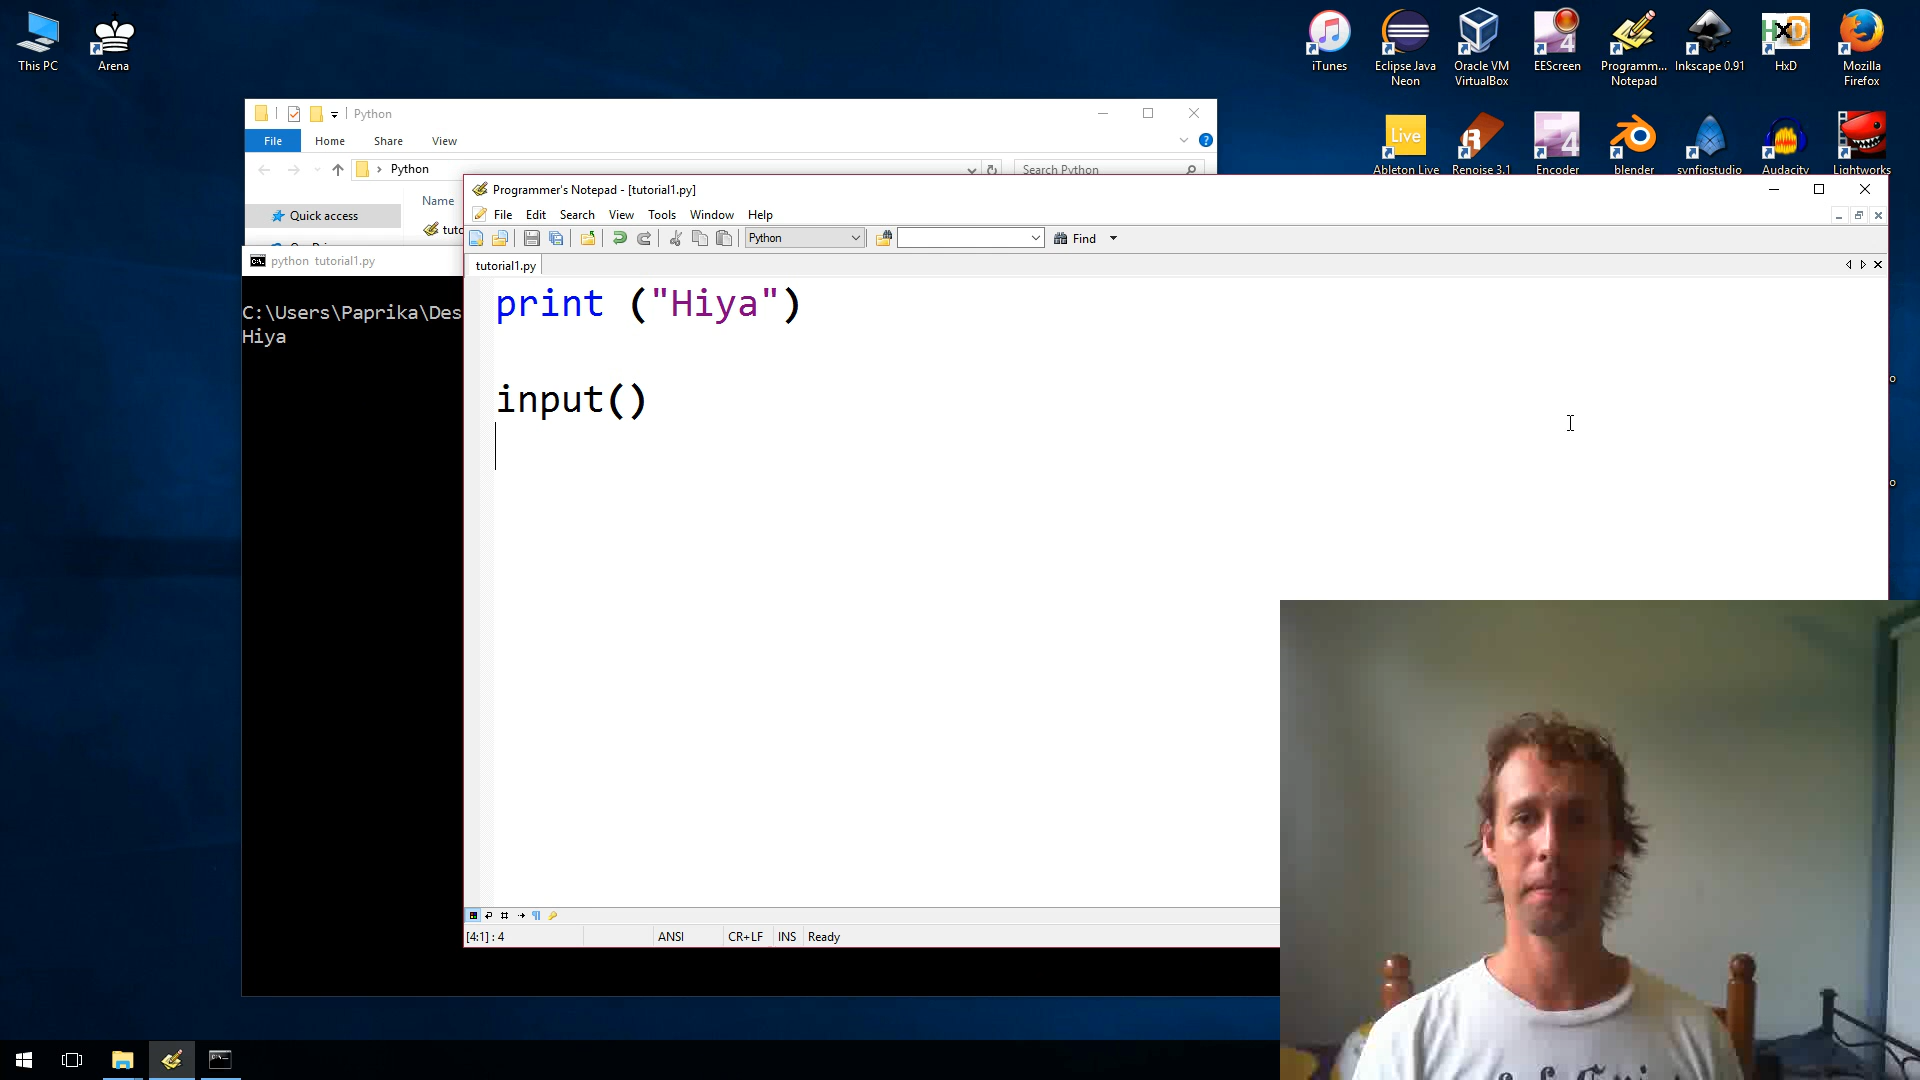 This PC
Arena
iTunes
Eclipse Java
Neon
Oracle VM
VirtualBox
EEScreen
Programm...
Notepad
Inkscape 0.91
HxD
HxD
Mozilla
Firefox
Live
Ableton Live
Renoise 3.1
4
Encoder
blender
synfigstudio
Audacity
Lightworks
Python
File Home Share View
Python
Search Python
Name
Quick access
python tutorial1.py
C:\Users\Paprika\Des
Hiya
Programmer's Notepad - [tutorial1.py]
File Edit Search View Tools Window Help
Python
Find
tutorial1.py
print ("Hiya")
input()
[4:1] : 4
ANSI
CR+LF
INS
Ready